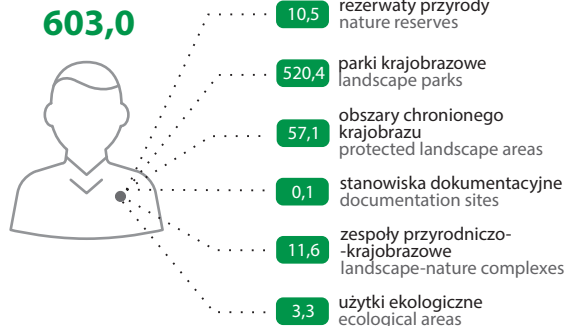 603,0
10,5
rezerwaty przyrody
nature reserves
520,4
parki krajobrazowe
landscape parks
57,1
obszary chronionego
krajobrazu
protected landscape areas
0,1
stanowiska dokumentacyjne
documentation sites
11,6
zespoły przyrodniczo-
-krajobrazowe
landscape-nature complexes
3,3
użytki ekologiczne
ecological areas